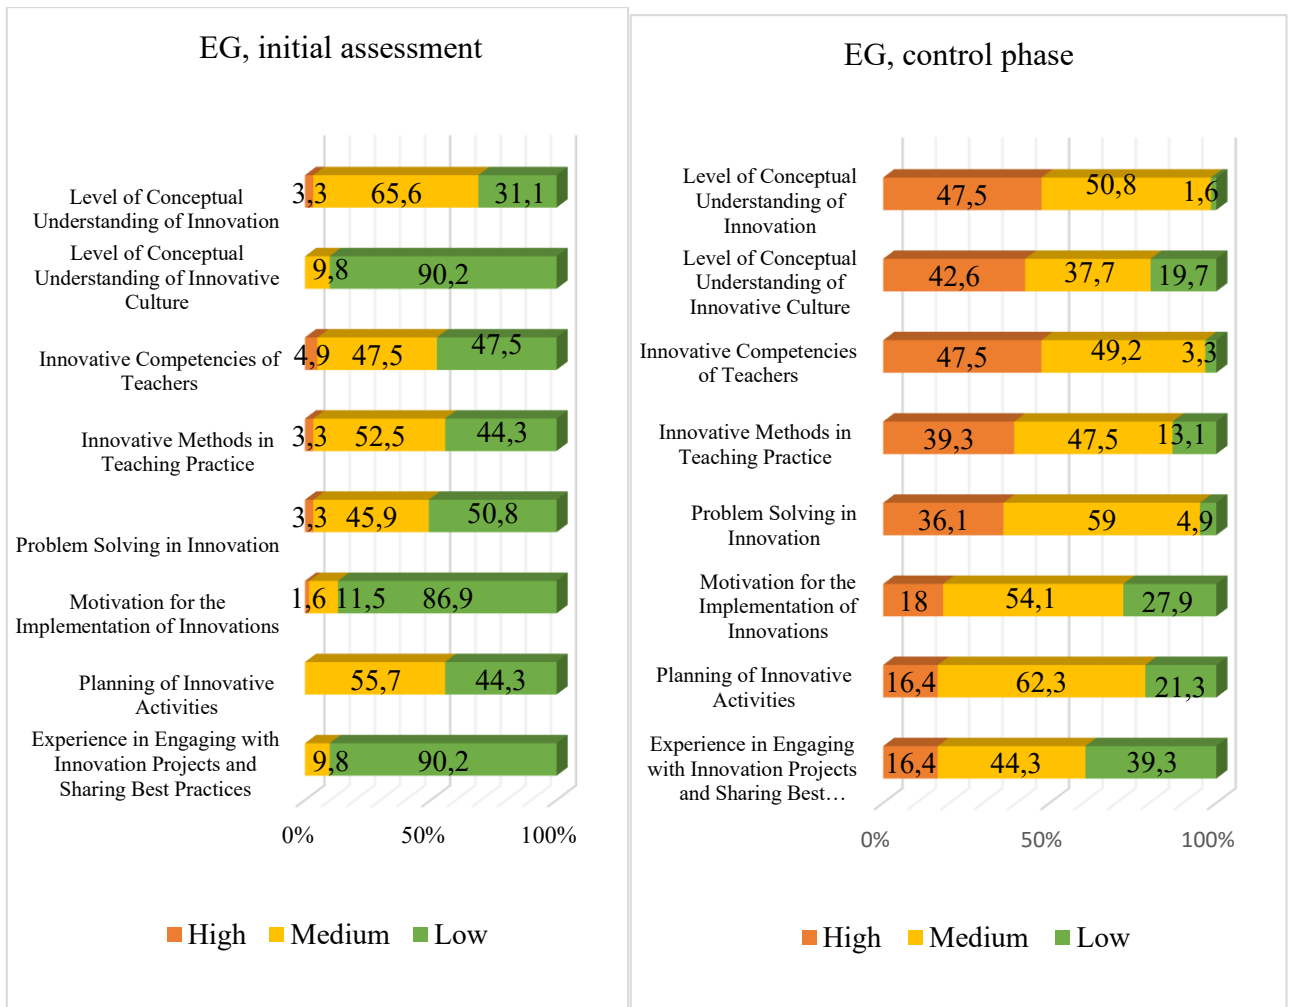 EG, initial assessment
Level of Conceptual
Understanding of Innovation
3,3 65,6 31,1
Level of Conceptual
Understanding of Innovative
Culture
9,8 90,2
Innovative Competencies of
Teachers
4,9 47,5 47,5
Innovative Methods in
Teaching Practice
3,3 52,5 44,3
Problem Solving in Innovation
3,3 45,9 50,8
Motivation for the
Implementation of Innovations
1,6 11,5 86,9
Planning of Innovative
Activities
55,7 44,3
Experience in Engaging with
Innovation Projects and
Sharing Best Practices
9,8 90,2
0% 50% 100%
High Medium Low
EG, control phase
Level of Conceptual
Understanding of
Innovation
47,5 50,8 1,6
Level of Conceptual
Understanding of
Innovative Culture
42,6 37,7 19,7
Innovative Competencies
of Teachers
47,5 49,2 3,3
Innovative Methods in
Teaching Practice
39,3 47,5 13,1
Problem Solving in
Innovation
36,1 59 4,9
Motivation for the
Implementation of
Innovations
18 54,1 27,9
Planning of Innovative
Activities
16,4 62,3 21,3
Experience in Engaging
with Innovation Projects
and Sharing Best…
16,4 44,3 39,3
0% 50% 100%
High Medium Low